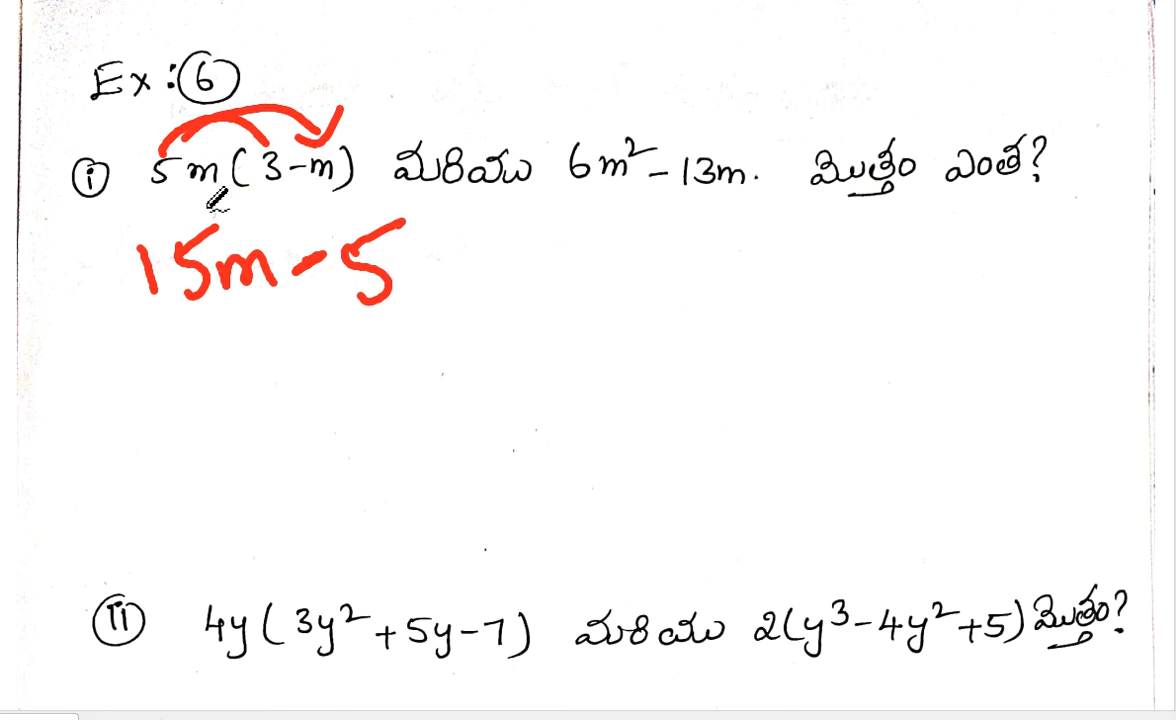 Ex : 6
i 5m(3-m) మరియు 6m²-13m. మొత్తం ఎంత?
15m-5
ii 4y(3y²+5y-7) మరియు 2(y³-4y²+5) మొత్తం?